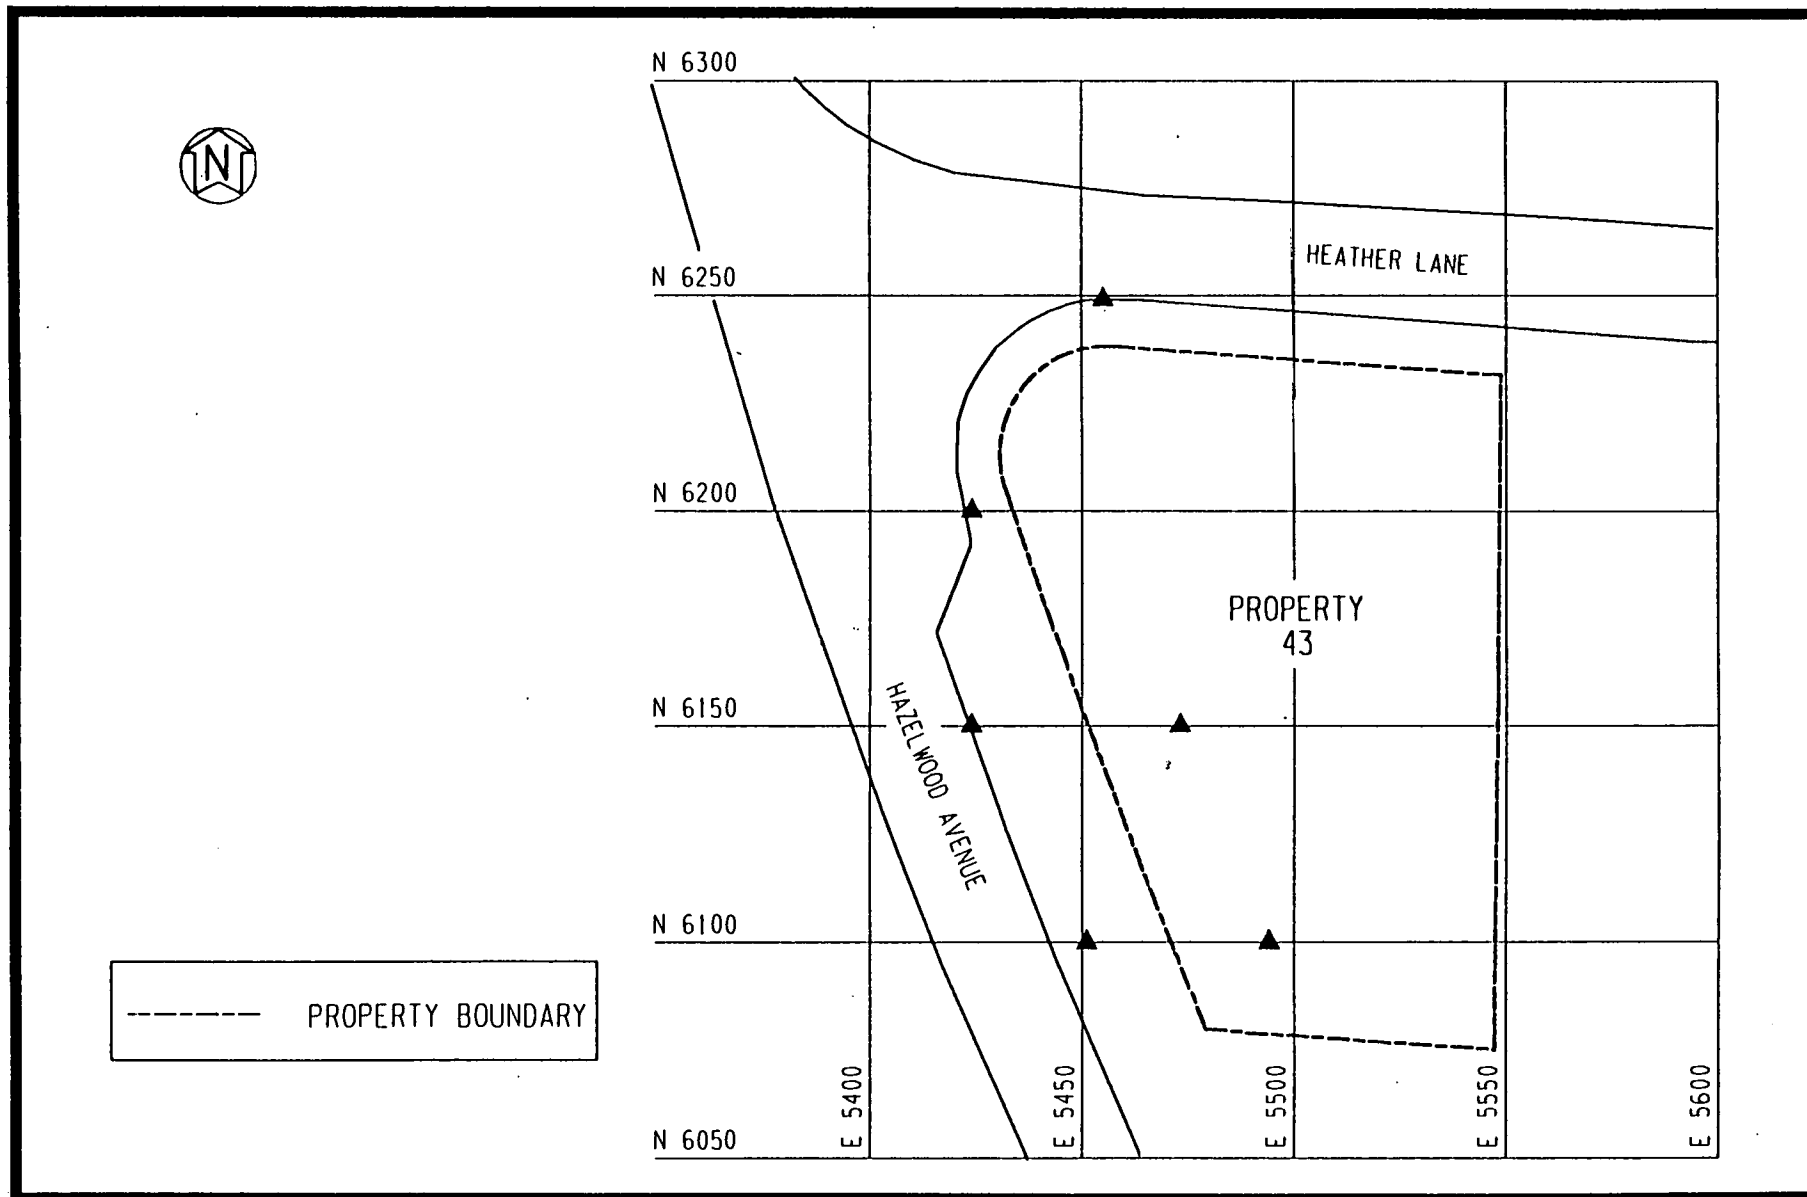 N 6300
N
N 6250
HEATHER LANE
N 6200
PROPERTY
43
N 6150
HAZELWOOD AVENUE
N 6100
PROPERTY BOUNDARY
N 6050
E 5400
E 5450
E 5500
E 5550
E 5600